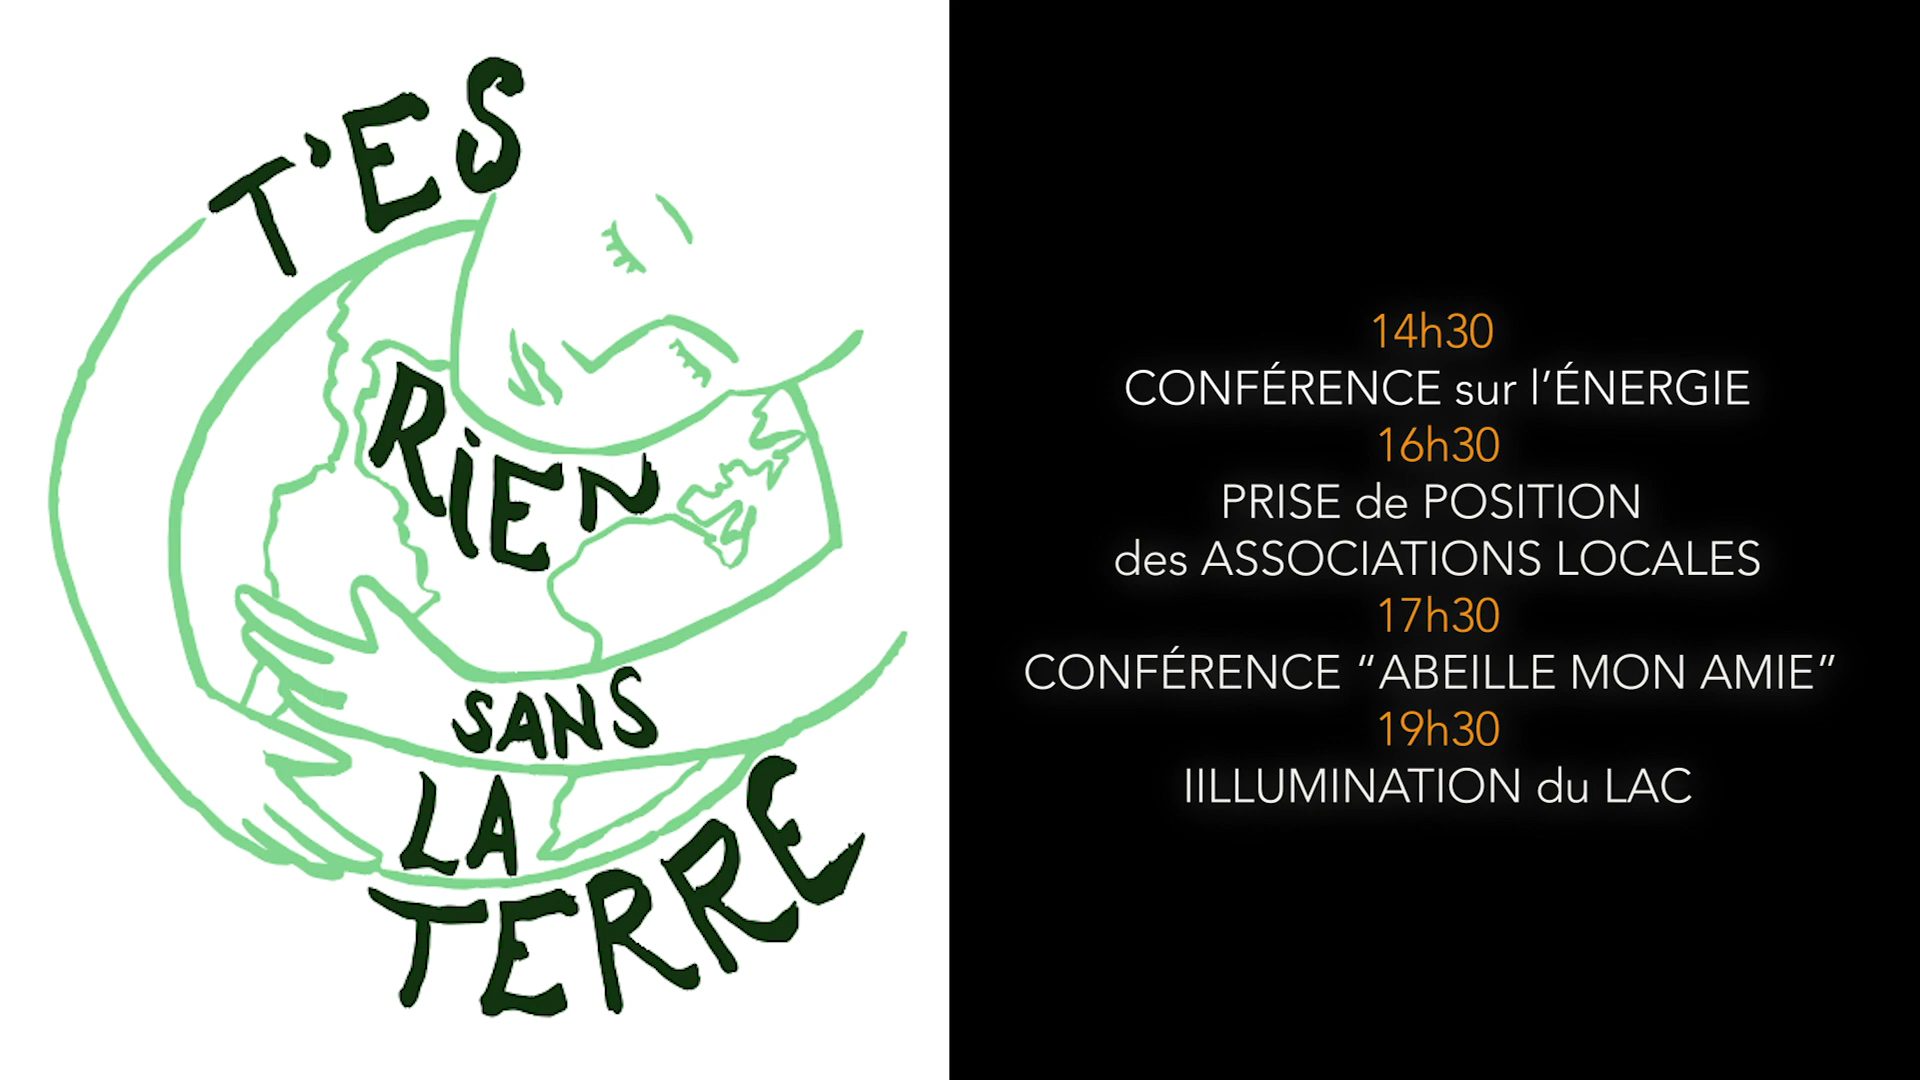 T'ES
RIEN
SANS
LA
TERRE
14h30
CONFÉRENCE sur l’ÉNERGIE
16h30
PRISE de POSITION
des ASSOCIATIONS LOCALES
17h30
CONFÉRENCE “ABEILLE MON AMIE”
19h30
IILLUMINATION du LAC